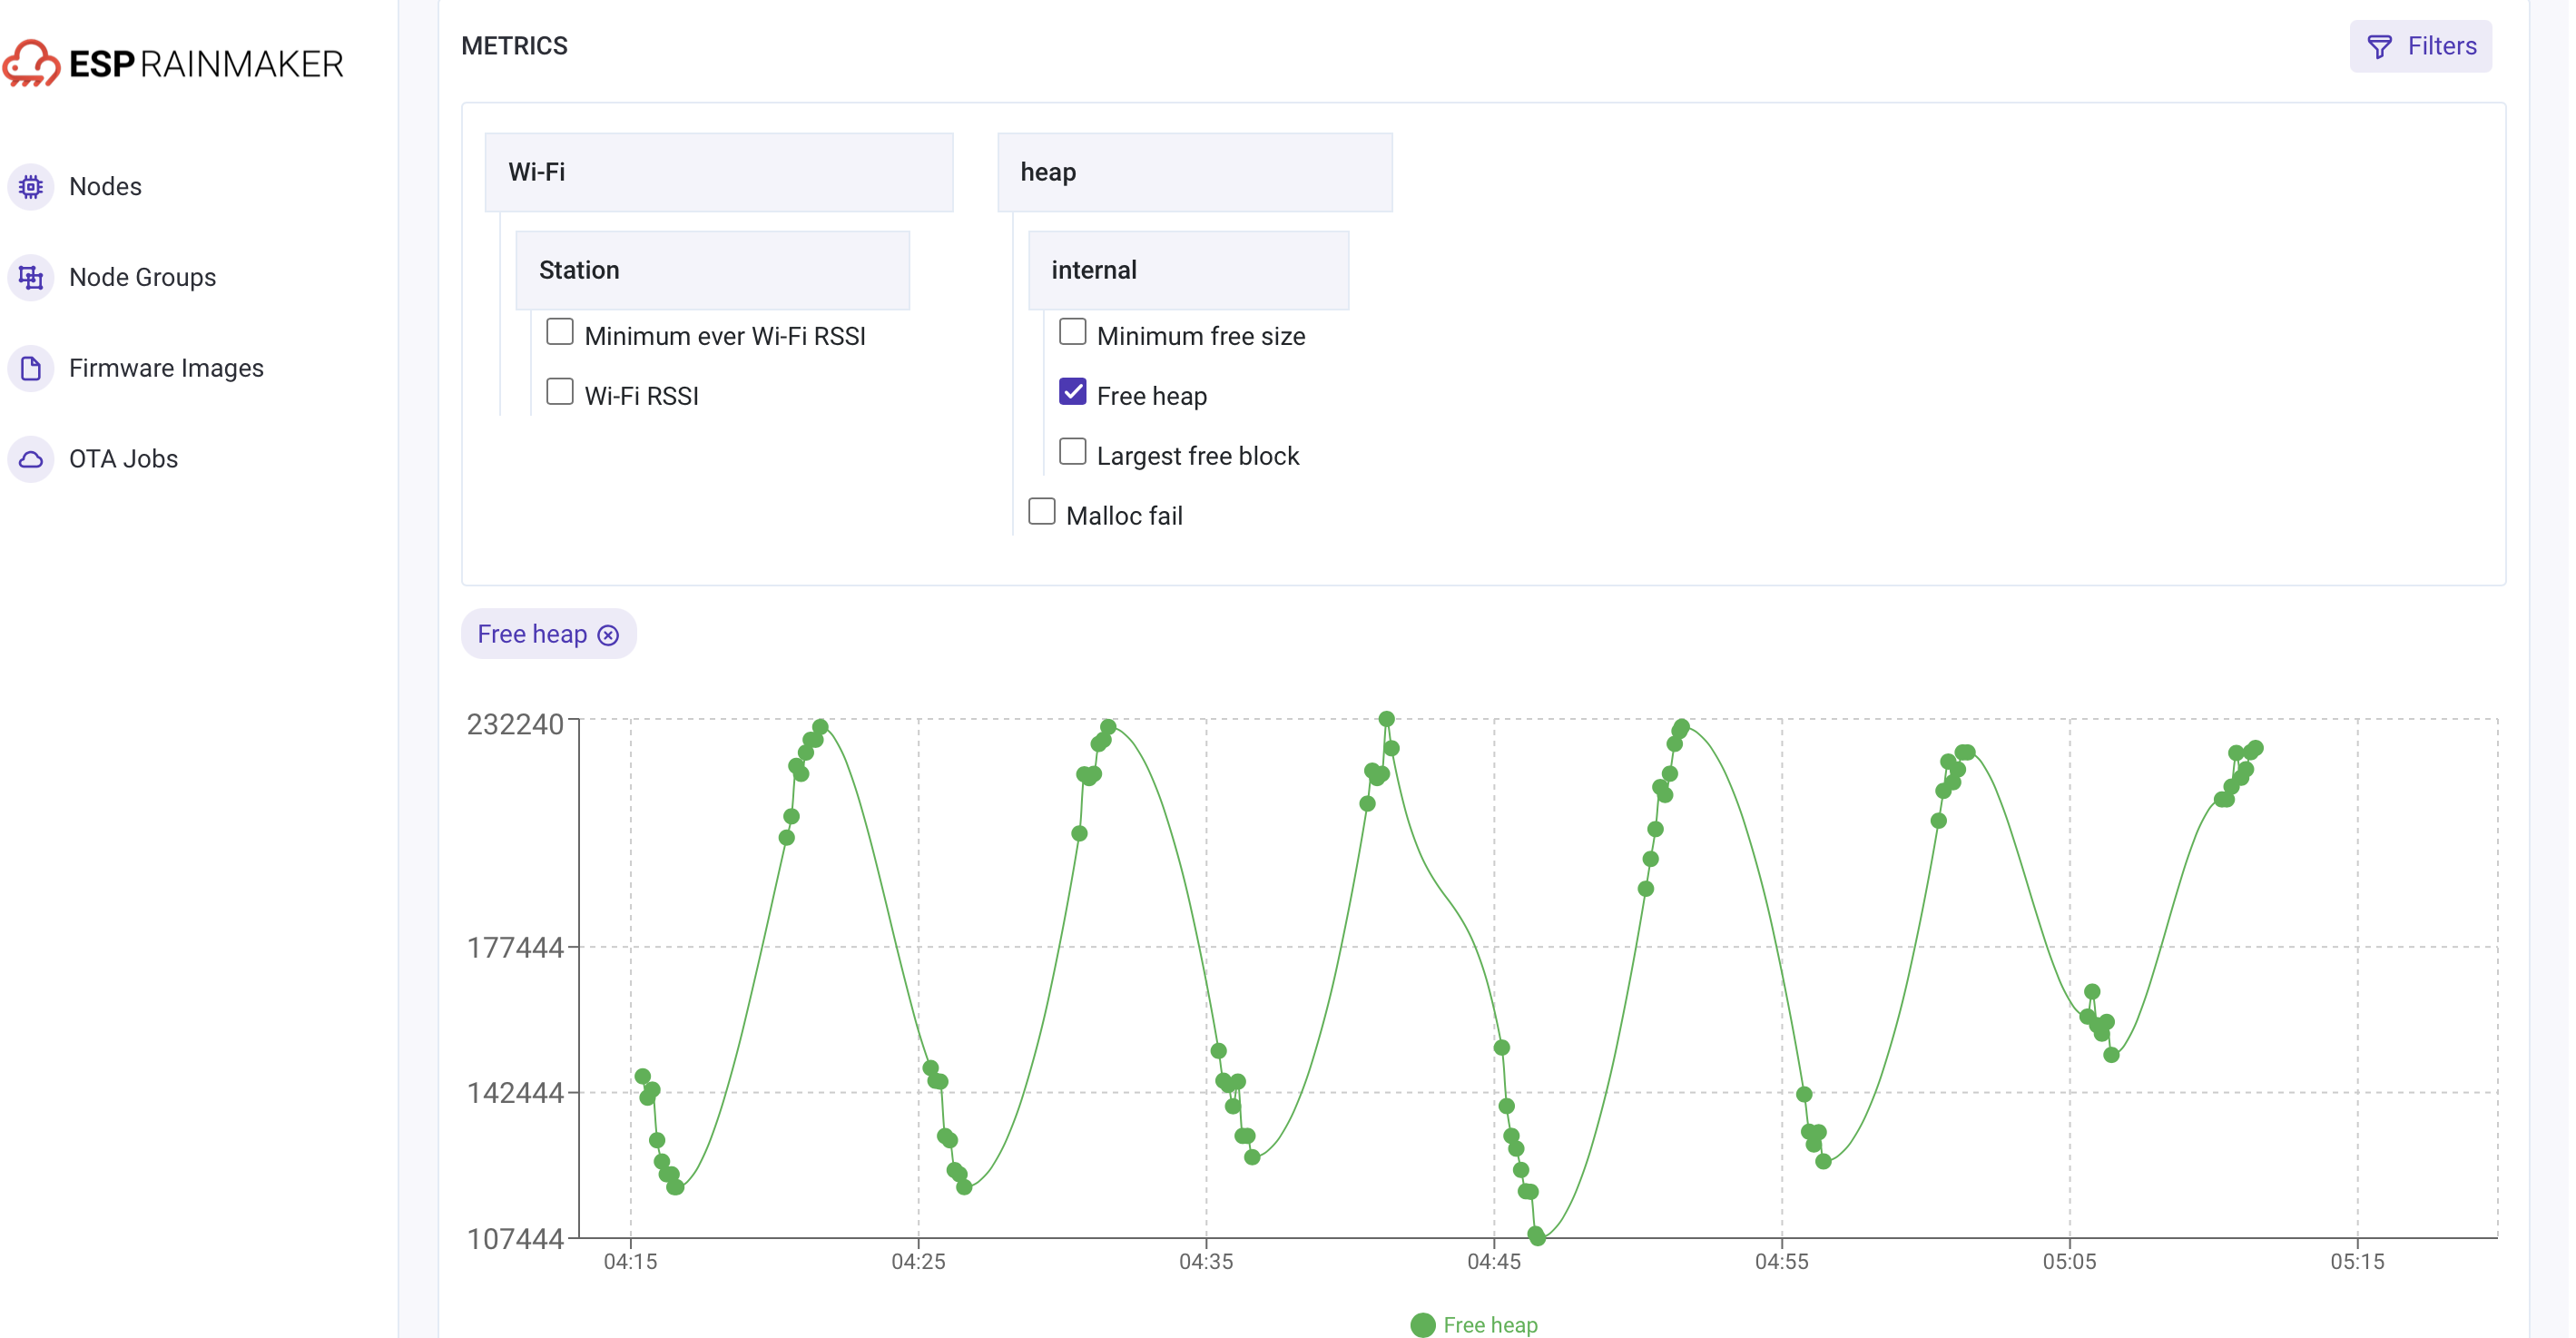 ESP RAINMAKER
Nodes
Node Groups
Firmware Images
OTA Jobs
METRICS
Filters
Wi-Fi
Station
Minimum ever Wi-Fi RSSI
Wi-Fi RSSI
heap
internal
Minimum free size
Free heap
Largest free block
Malloc fail
Free heap
232240
177444
142444
107444
04:15 04:25 04:35 04:45 04:55 05:05 05:15
Free heap